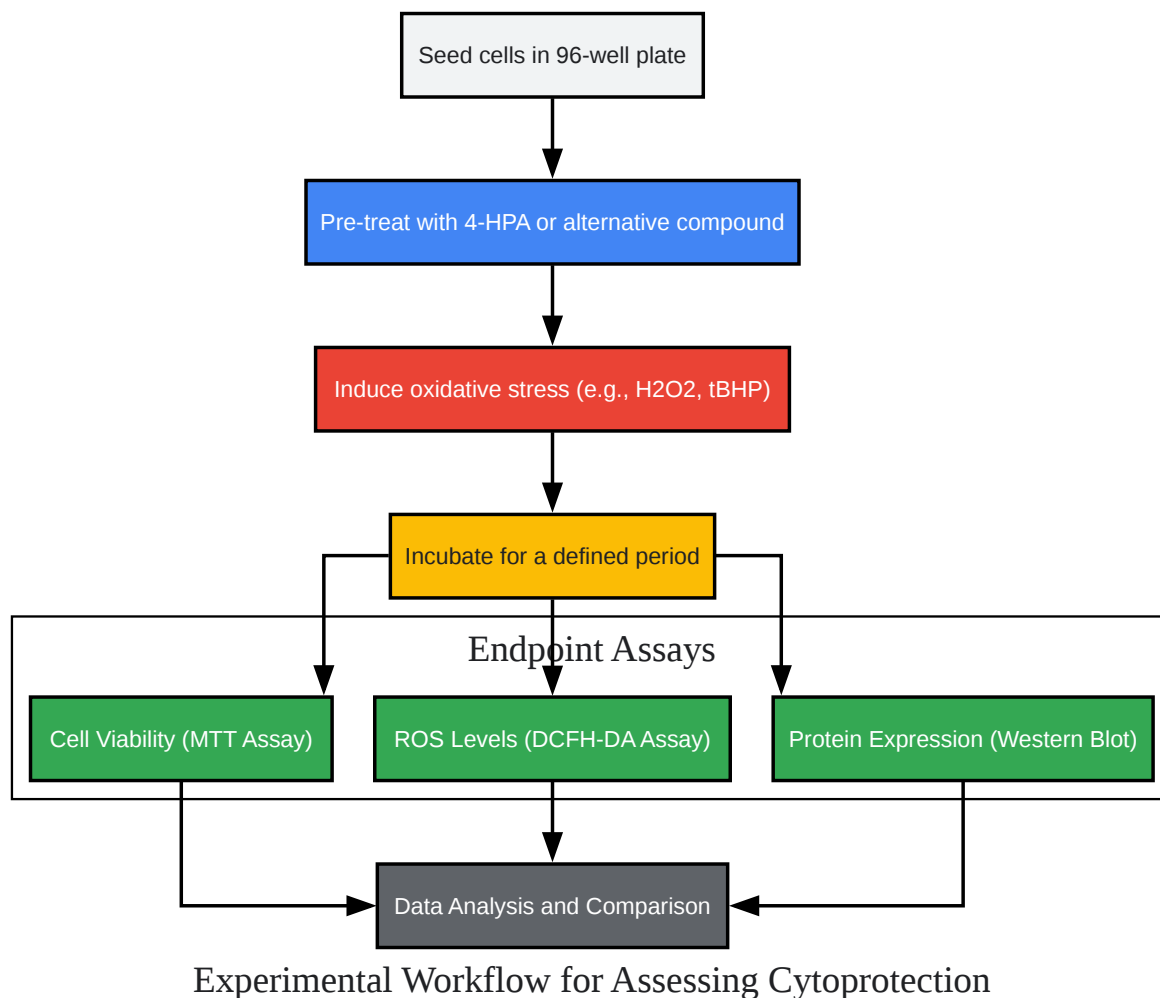 Seed cells in 96-well plate
Pre-treat with 4-HPA or alternative compound
Induce oxidative stress (e.g., H2O2, tBHP)
Incubate for a defined period
Endpoint Assays
Cell Viability (MTT Assay)
ROS Levels (DCFH-DA Assay)
Protein Expression (Western Blot)
Data Analysis and Comparison
Experimental Workflow for Assessing Cytoprotection